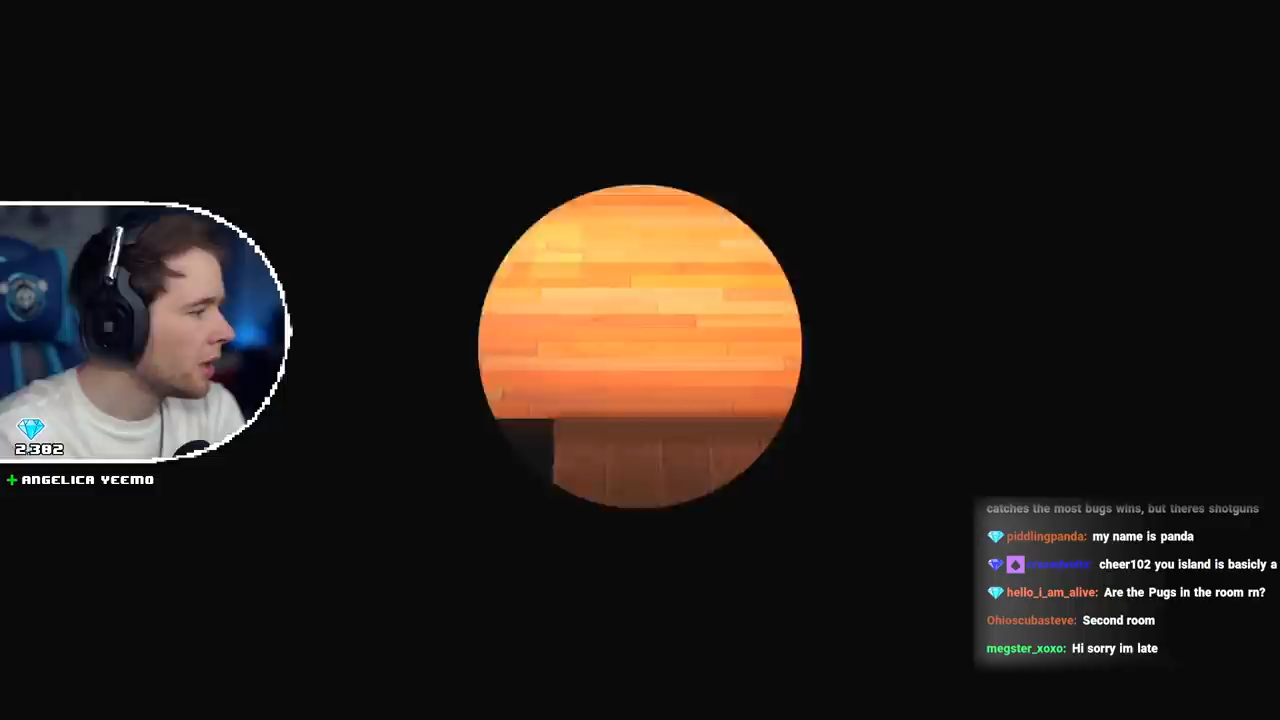 2,382
+ ANGELICA YEEMO
catches the most bugs wins, but theres shotguns
piddlingpanda: my name is panda
cheer102 you island is basicly a
hello_i_am_alive: Are the Pugs in the room rn?
Ohioscubasteve: Second room
megster_xoxo: Hi sorry im late